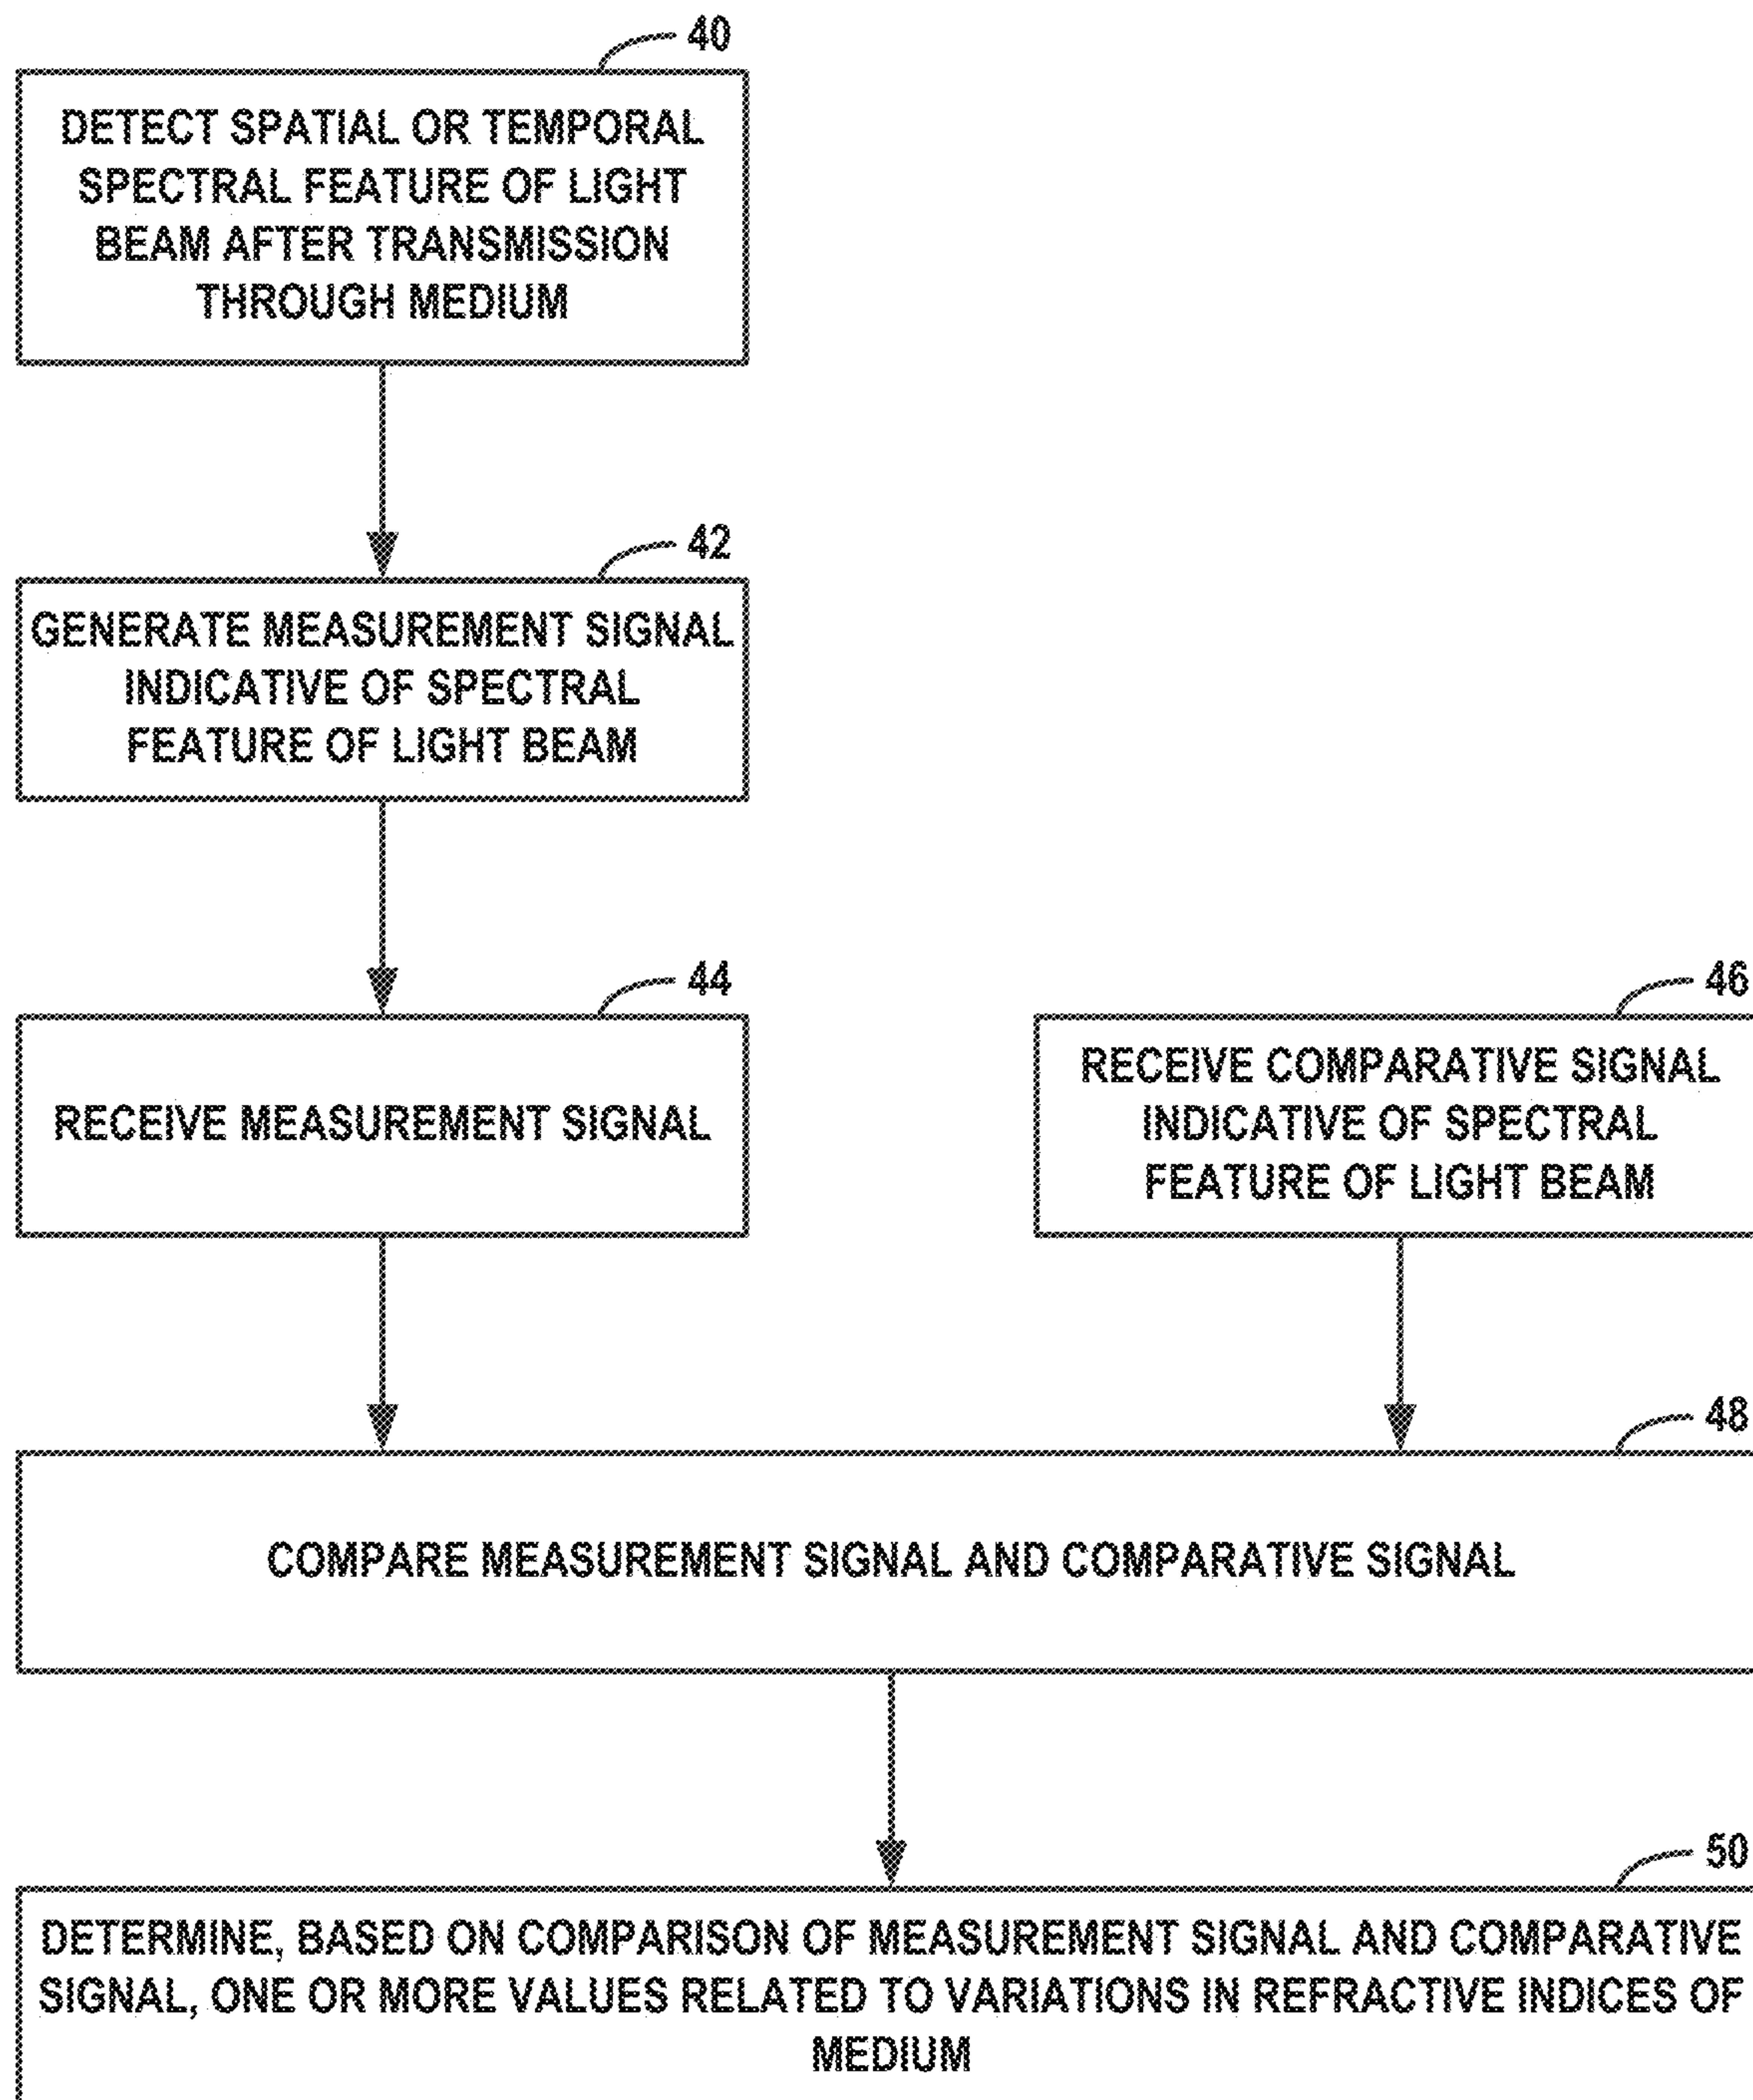 40
DETECT SPATIAL OR TEMPORAL
SPECTRAL FEATURE OF LIGHT
BEAM AFTER TRANSMISSION
THROUGH MEDIUM
42
GENERATE MEASUREMENT SIGNAL
INDICATIVE OF SPECTRAL
FEATURE OF LIGHT BEAM
44
RECEIVE MEASUREMENT SIGNAL
46
RECEIVE COMPARATIVE SIGNAL
INDICATIVE OF SPECTRAL
FEATURE OF LIGHT BEAM
48
COMPARE MEASUREMENT SIGNAL AND COMPARATIVE SIGNAL
50
DETERMINE, BASED ON COMPARISON OF MEASUREMENT SIGNAL AND COMPARATIVE
SIGNAL, ONE OR MORE VALUES RELATED TO VARIATIONS IN REFRACTIVE INDICES OF
MEDIUM